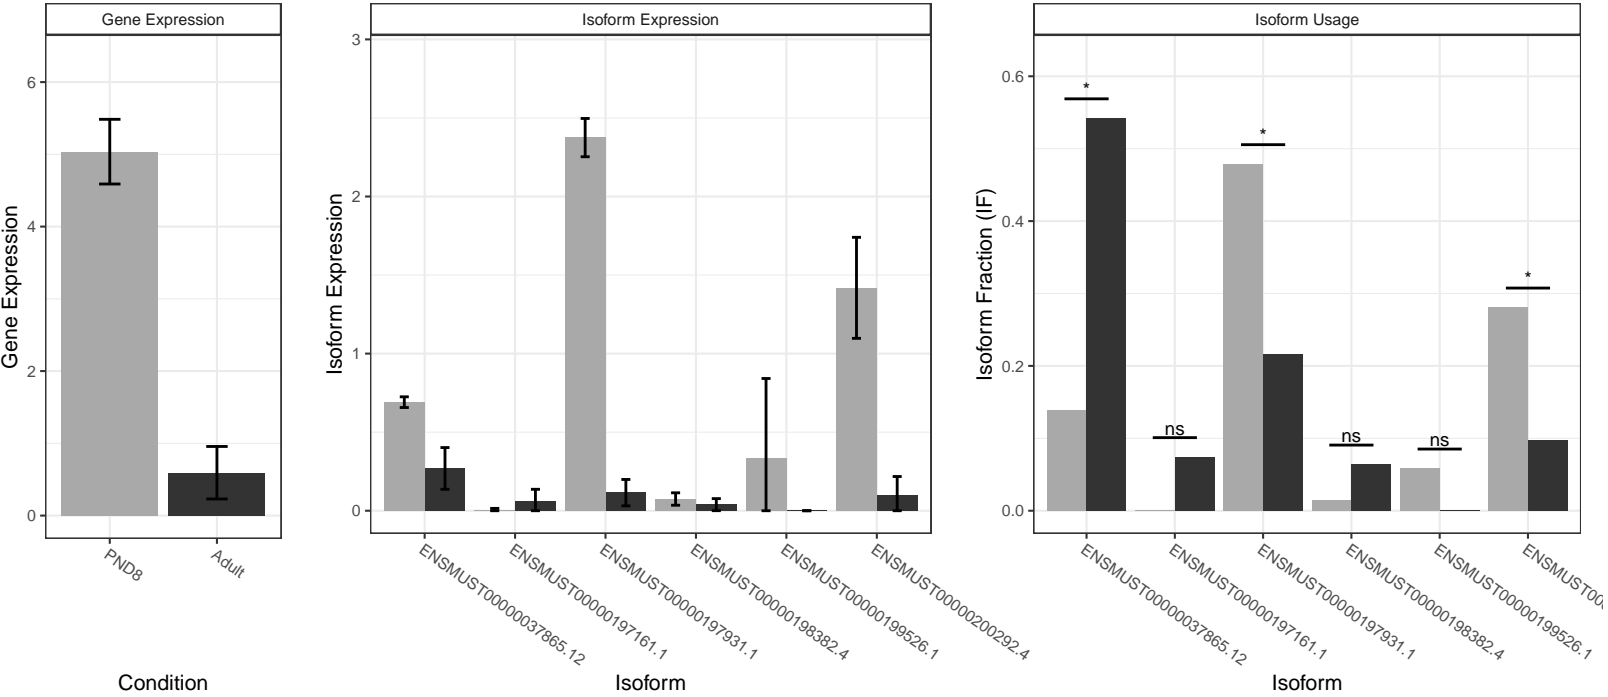 Gene Expression
Gene Expression
6
4
2
0
PND8
Adult
Condition
Isoform Expression
Isoform Expression
3
2
1
0
ENSMUST00000037865.12
ENSMUST00000197161.1
ENSMUST00000197931.1
ENSMUST00000198382.4
ENSMUST00000199526.1
ENSMUST00000200292.4
Isoform
Isoform Usage
Isoform Fraction (IF)
0.6
0.4
0.2
0.0
*
ns
*
ns
ns
*
ENSMUST00000037865.12
ENSMUST00000197161.1
ENSMUST00000197931.1
ENSMUST00000198382.4
ENSMUST00000199526.1
Isoform